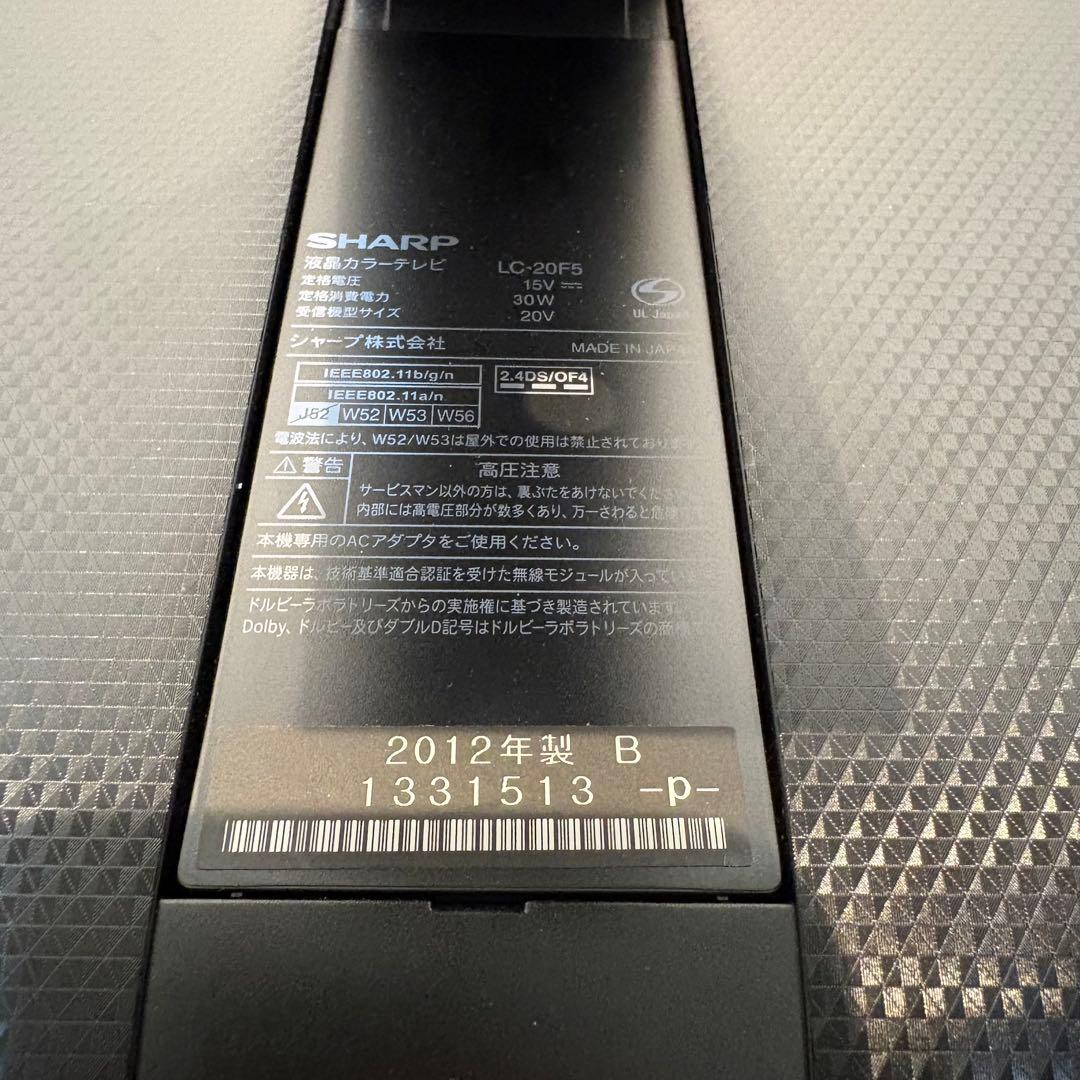 SHARP
液晶カラーテレビ LC-20F5
定格電圧 15V
定格消費電力 30W
受信機型サイズ 20V
UL Japan
シャープ株式会社 MADE IN JAP
IEEE802.11b/g/n 2.4DS/OF4
IEEE802.11a/n
J52 W52 W53 W56
電波法により、W52/W53は屋外での使用は禁止されており
警告 高圧注意
サービスマン以外の方は、裏ぶたをあけないでくださ
内部には高電圧部分が数多くあり、万一さわると危険
本機専用のACアダプタをご使用ください。
本機器は、技術基準適合認証を受けた無線モジュールが入って
ドルビーラボラトリーズからの実施権に基づき製造されています
Dolby、ドルビー及びダブルD記号はドルビーラボラトリーズの商標で
2012年製 B
1331513 -p-